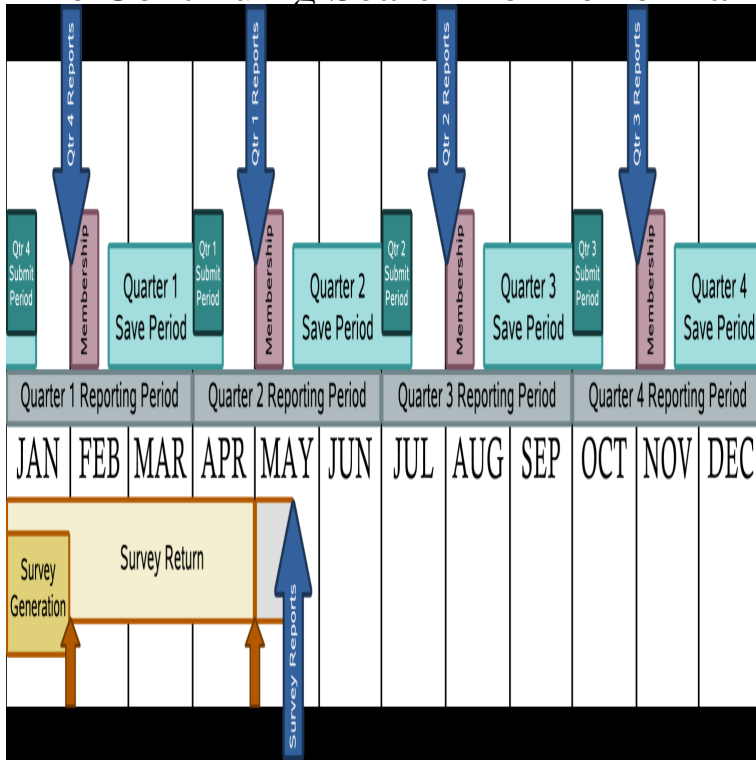 Qtr 4 Reports
Qtr 1 Reports
Qtr 2 Reports
Qtr 3 Reports
Qtr 4
Submit
Period
Membership
Quarter 1
Save Period
Qtr 1
Submit
Period
Membership
Quarter 2
Save Period
Qtr 2
Submit
Period
Membership
Quarter 3
Save Period
Qtr 3
Submit
Period
Membership
Quarter 4
Save Period
Quarter 1 Reporting Period
Quarter 2 Reporting Period
Quarter 3 Reporting Period
Quarter 4 Reporting Period
JAN FEB MAR APR MAY JUN JUL AUG SEP OCT NOV DEC
Survey Return
Survey
Generation
Survey Reports